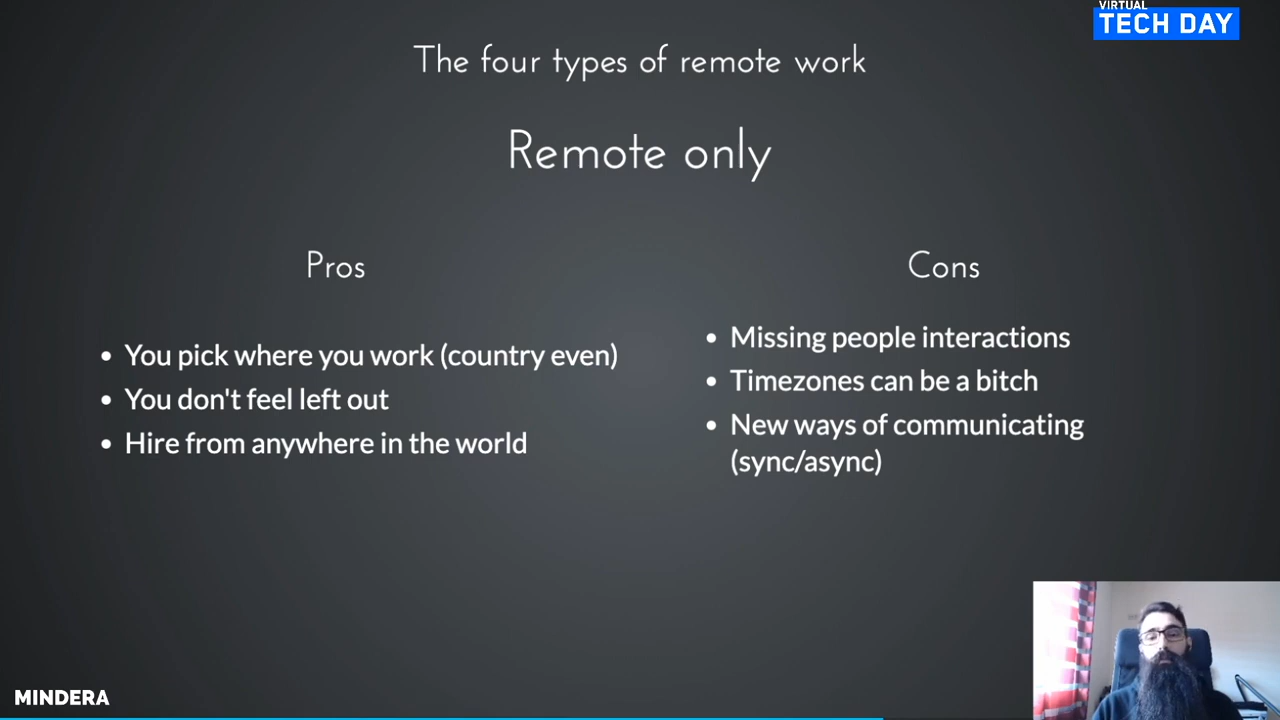 VIRTUAL
TECH DAY
The four types of remote work
Remote only
Pros
• You pick where you work (country even)
• You don't feel left out
• Hire from anywhere in the world
Cons
• Missing people interactions
• Timezones can be a bitch
• New ways of communicating
(sync/async)
MINDERA